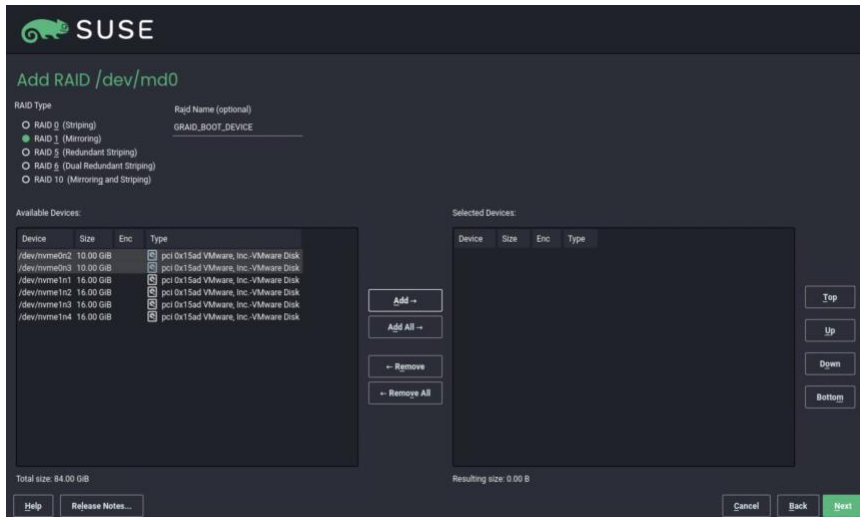 SUSE
Add RAID /dev/md0
RAID Type
Raid Name (optional)
RAID 0 (Striping)
GRAID_BOOT_DEVICE
RAID 1 (Mirroring)
RAID 5 (Redundant Striping)
RAID 6 (Dual Redundant Striping)
RAID 10 (Mirroring and Striping)
Available Devices:
Device Size Enc Type
/dev/nvme0n2 10.00 GiB pci 0x15ad VMware, Inc.-VMware Disk
/dev/nvme0n3 10.00 GiB pci 0x15ad VMware, Inc.-VMware Disk
/dev/nvme1n1 16.00 GiB pci 0x15ad VMware, Inc.-VMware Disk
/dev/nvme1n2 16.00 GiB pci 0x15ad VMware, Inc.-VMware Disk
/dev/nvme1n3 16.00 GiB pci 0x15ad VMware, Inc.-VMware Disk
/dev/nvme1n4 16.00 GiB pci 0x15ad VMware, Inc.-VMware Disk
Total size: 84.00 GiB
Add →
Add All →
← Remove
← Remove All
Selected Devices:
Device Size Enc Type
Resulting size: 0.00 B
Top
Up
Down
Bottom
Help
Release Notes...
Cancel
Back
Next